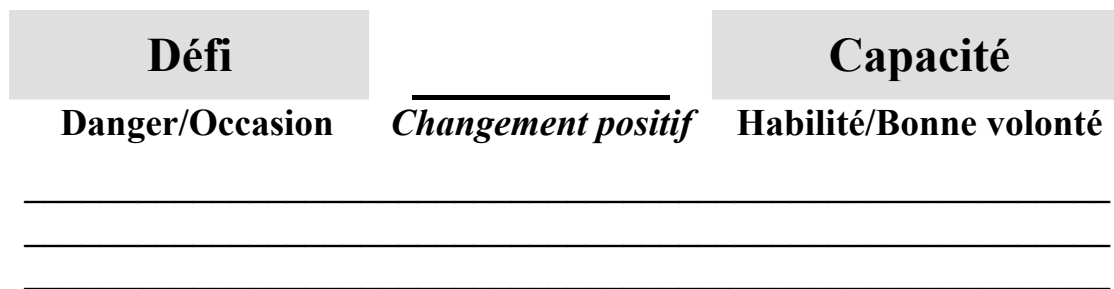 Défi Capacité
Danger/Occasion Changement positif Habilité/Bonne volonté